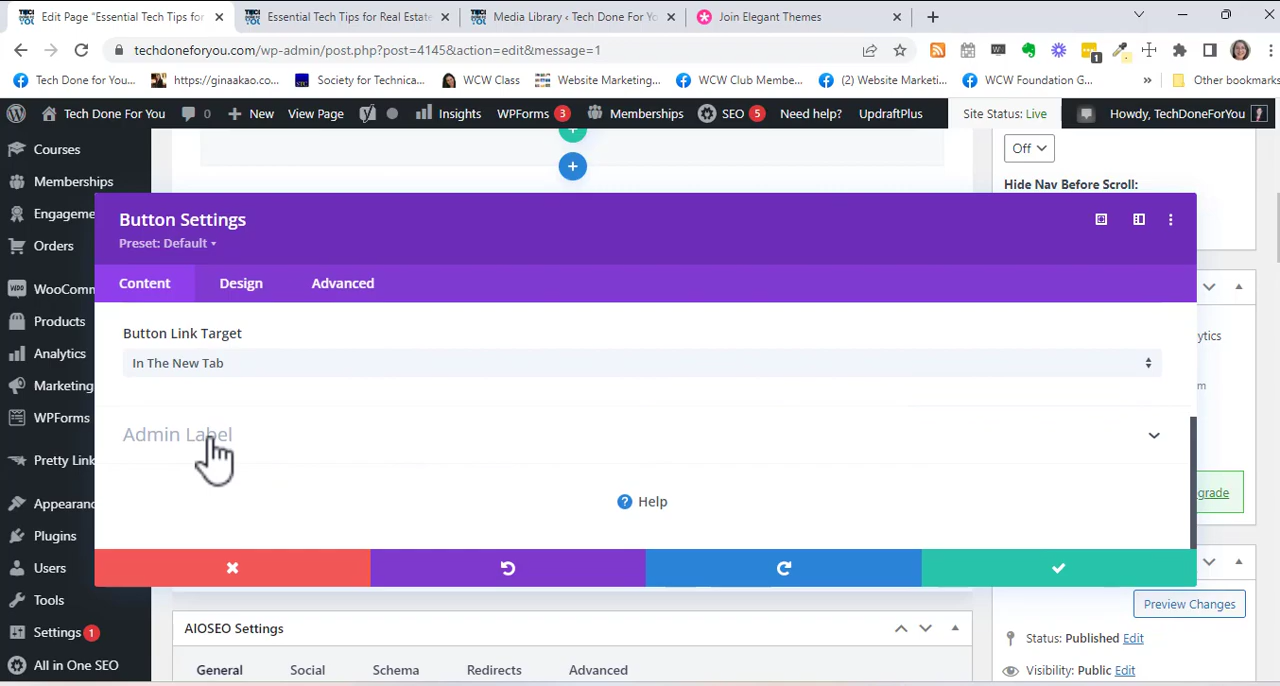 Edit Page "Essential Tech Tips for
Essential Tech Tips for Real Estate
Media Library ‹ Tech Done For Yo
Join Elegant Themes
techdoneforyou.com/wp-admin/post.php?post=4145&action=edit&message=1
1
Tech Done for You...
https://ginaakao.co...
Society for Technica...
WCW Class
Website Marketing...
WCW Club Membe...
(2) Website Marketi...
WCW Foundation G...
»
Other bookmarks
Tech Done For You
0
New
View Page
Insights
WPForms 3
Memberships
SEO 5
Need help?
UpdraftPlus
Site Status: Live
Howdy, TechDoneForYou
Courses
Memberships
Engageme
Orders
WooComm
Products
Analytics
Marketing
WPForms
Pretty Link
Appearanc
Plugins
Users
Tools
Settings 1
All in One SEO
Off
Hide Nav Before Scroll:
Button Settings
Preset: Default
Content
Design
Advanced
Button Link Target
In The New Tab
Admin Label
Help
ytics
m
grade
AIOSEO Settings
General
Social
Schema
Redirects
Advanced
Preview Changes
Status: Published Edit
Visibility: Public Edit